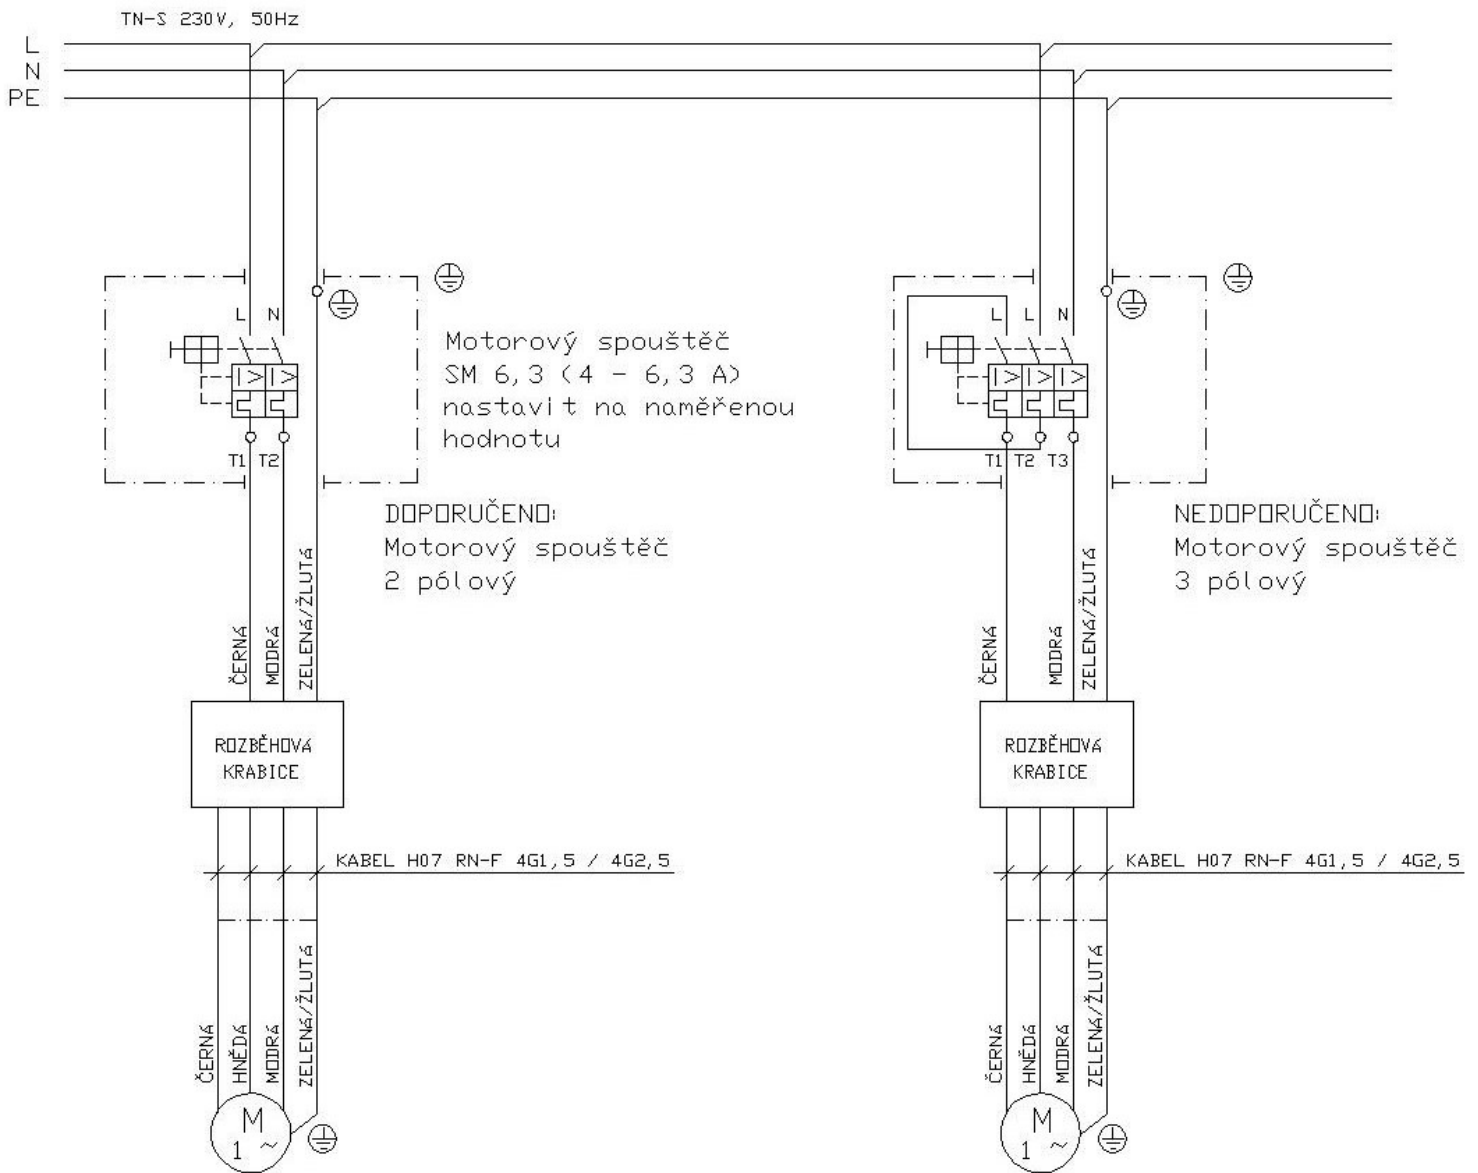 TN-S 230V, 50Hz
L
N
PE
L N
Motorový spouštěč
SM 6,3 (4 - 6,3 A)
nastavit na naměřenou
hodnotu
T1 T2
DOPORUČENO:
Motorový spouštěč
2 pólový
ČERNÁ
MODRÁ
ZELENÁ/ŽLUTÁ
ROZBĚHOVÁ
KRABICE
KABEL H07 RN-F 4G1,5 / 4G2,5
ČERNÁ
HNĚDÁ
MODRÁ
ZELENÁ/ŽLUTÁ
M
1 ~
L L N
T1 T2 T3
NEDOPORUČENO:
Motorový spouštěč
3 pólový
ČERNÁ
MODRÁ
ZELENÁ/ŽLUTÁ
ROZBĚHOVÁ
KRABICE
KABEL H07 RN-F 4G1,5 / 4G2,5
ČERNÁ
HNĚDÁ
MODRÁ
ZELENÁ/ŽLUTÁ
M
1 ~